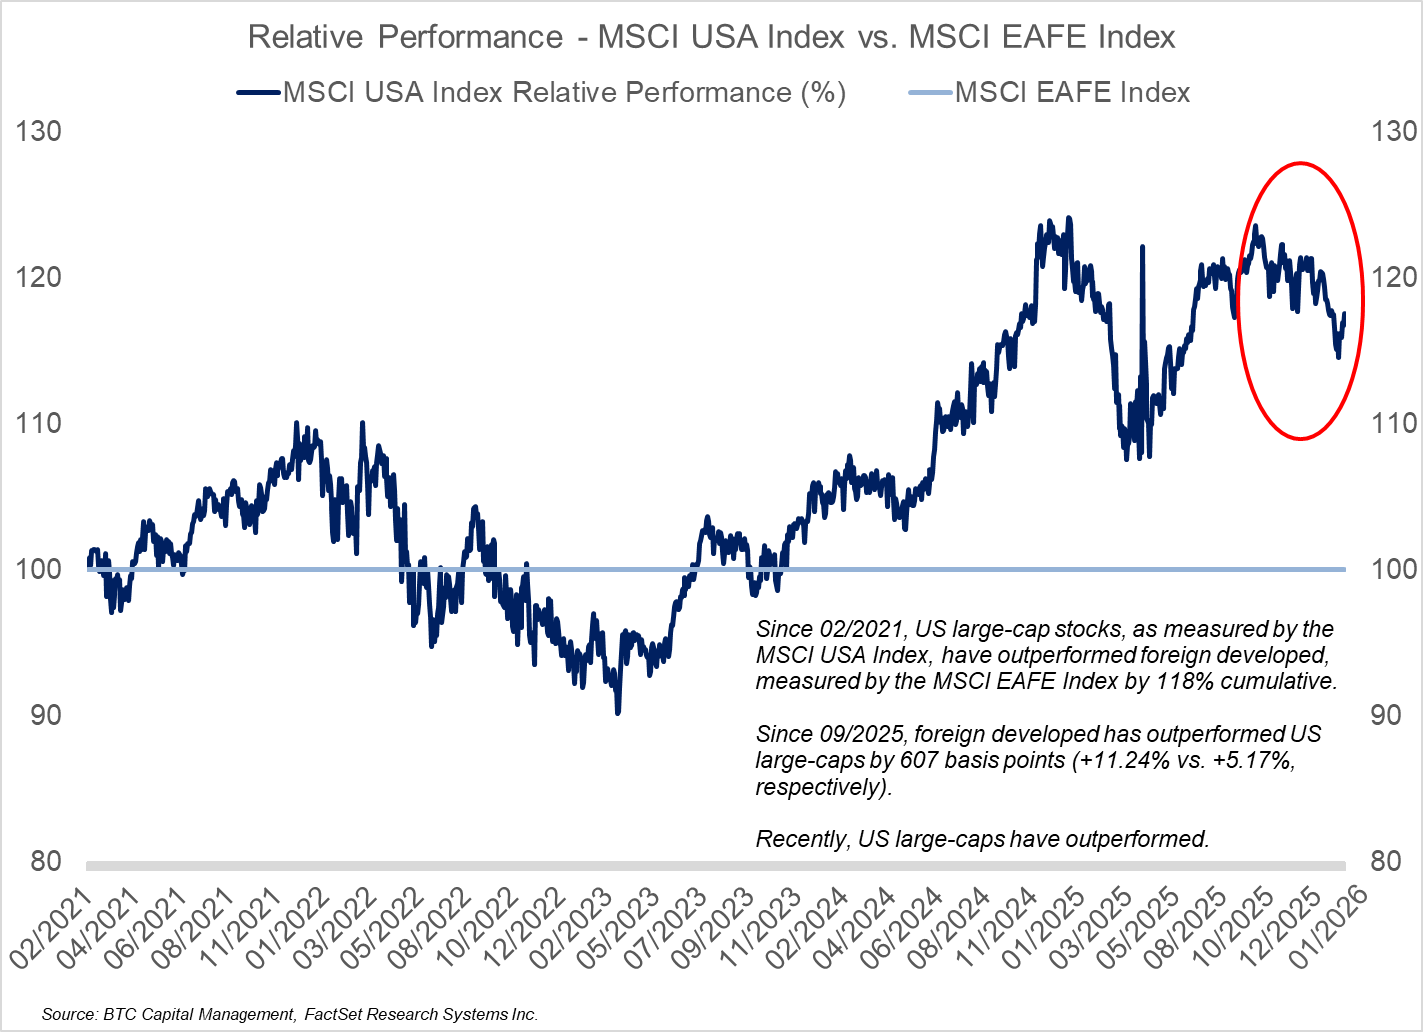 Relative Performance - MSCI USA Index vs. MSCI EAFE Index
MSCI USA Index Relative Performance (%) MSCI EAFE Index
130 130
120 120
110 110
100 100
90 90
80 80
Since 02/2021, US large-cap stocks, as measured by the
MSCI USA Index, have outperformed foreign developed,
measured by the MSCI EAFE Index by 118% cumulative.
Since 09/2025, foreign developed has outperformed US
large-caps by 607 basis points (+11.24% vs. +5.17%,
respectively).
Recently, US large-caps have outperformed.
02/2021 04/2021 06/2021 08/2021 11/2021 01/2022 03/2022 05/2022 08/2022 10/2022 12/2022 02/2023 05/2023 07/2023 09/2023 11/2023 02/2024 04/2024 06/2024 08/2024 11/2024 01/2025 03/2025 05/2025 08/2025 10/2025 12/2025 01/2026
Source: BTC Capital Management, FactSet Research Systems Inc.